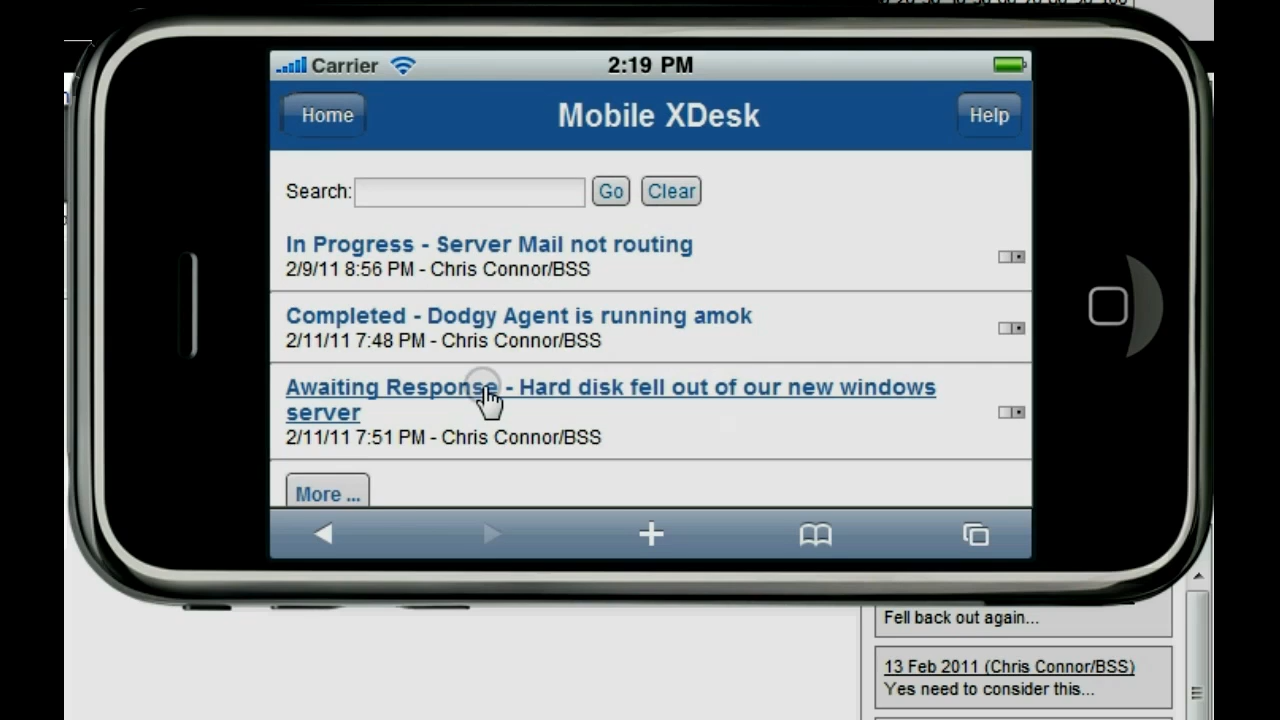 Carrier 2:19 PM
Home Mobile XDesk Help
Search: Go Clear
In Progress - Server Mail not routing
2/9/11 8:56 PM - Chris Connor/BSS
Completed - Dodgy Agent is running amok
2/11/11 7:48 PM - Chris Connor/BSS
Awaiting Response - Hard disk fell out of our new windows
server
2/11/11 7:51 PM - Chris Connor/BSS
More ...
Fell back out again...
13 Feb 2011 (Chris Connor/BSS)
Yes need to consider this...